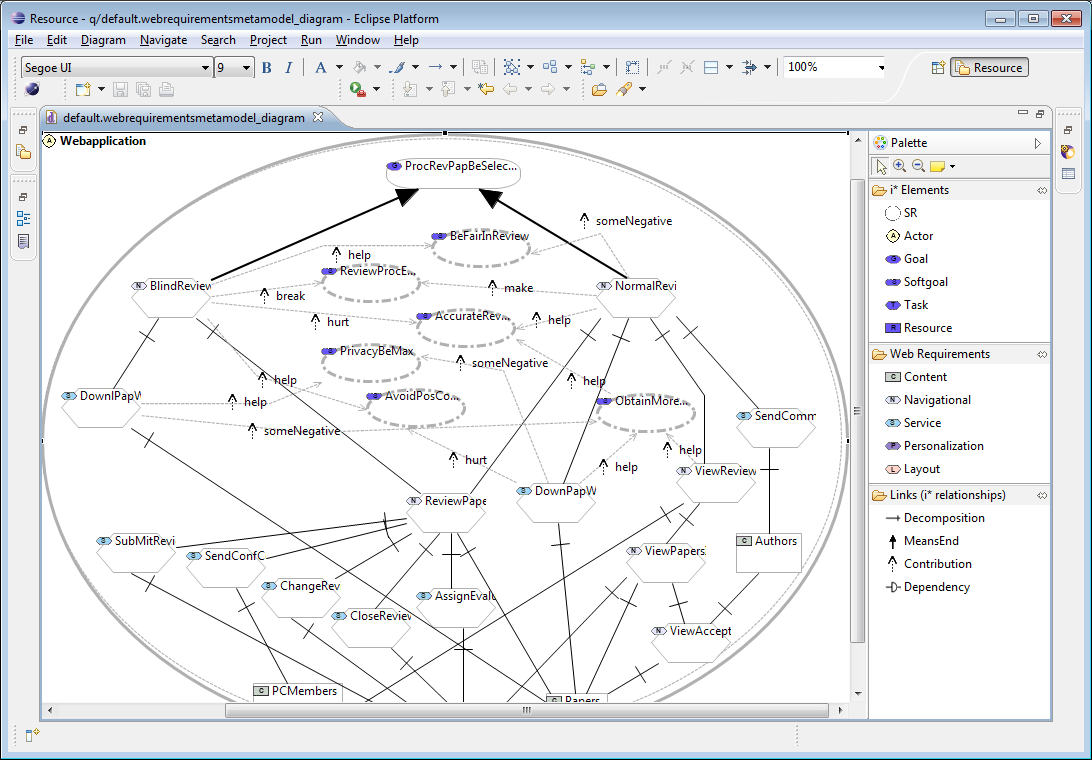 Resource - q/default.webrequirementsmetamodel_diagram - Eclipse Platform
File Edit Diagram Navigate Search Project Run Window Help
Segoe UI 9 B I A 100% Resource
default.webrequirementsmetamodel_diagram
A Webapplication
G ProcRevPapBeSelec...
someNegative
S BeFairInReview
help
S ReviewProcE...
N BlindReview
break
make
N NormalRevi
hurt
S AccurateRev...
help
S PrivacyBeMax
someNegative
help
help
S DownlPapW
help
S AvoidPosCo...
S ObtainMore...
S SendComm
someNegative
hurt
help
help
N ViewReview
N ReviewPape
S DownPapW
S SubMitRevi
S SendConfC
N ViewPapers
C Authors
S ChangeRev
S AssignEvalu
S CloseReview
N ViewAccept
C PCMembers
C Papers
Palette
i* Elements
SR
A Actor
G Goal
S Softgoal
T Task
R Resource
Web Requirements
C Content
N Navigational
S Service
P Personalization
L Layout
Links (i* relationships)
Decomposition
MeansEnd
Contribution
Dependency